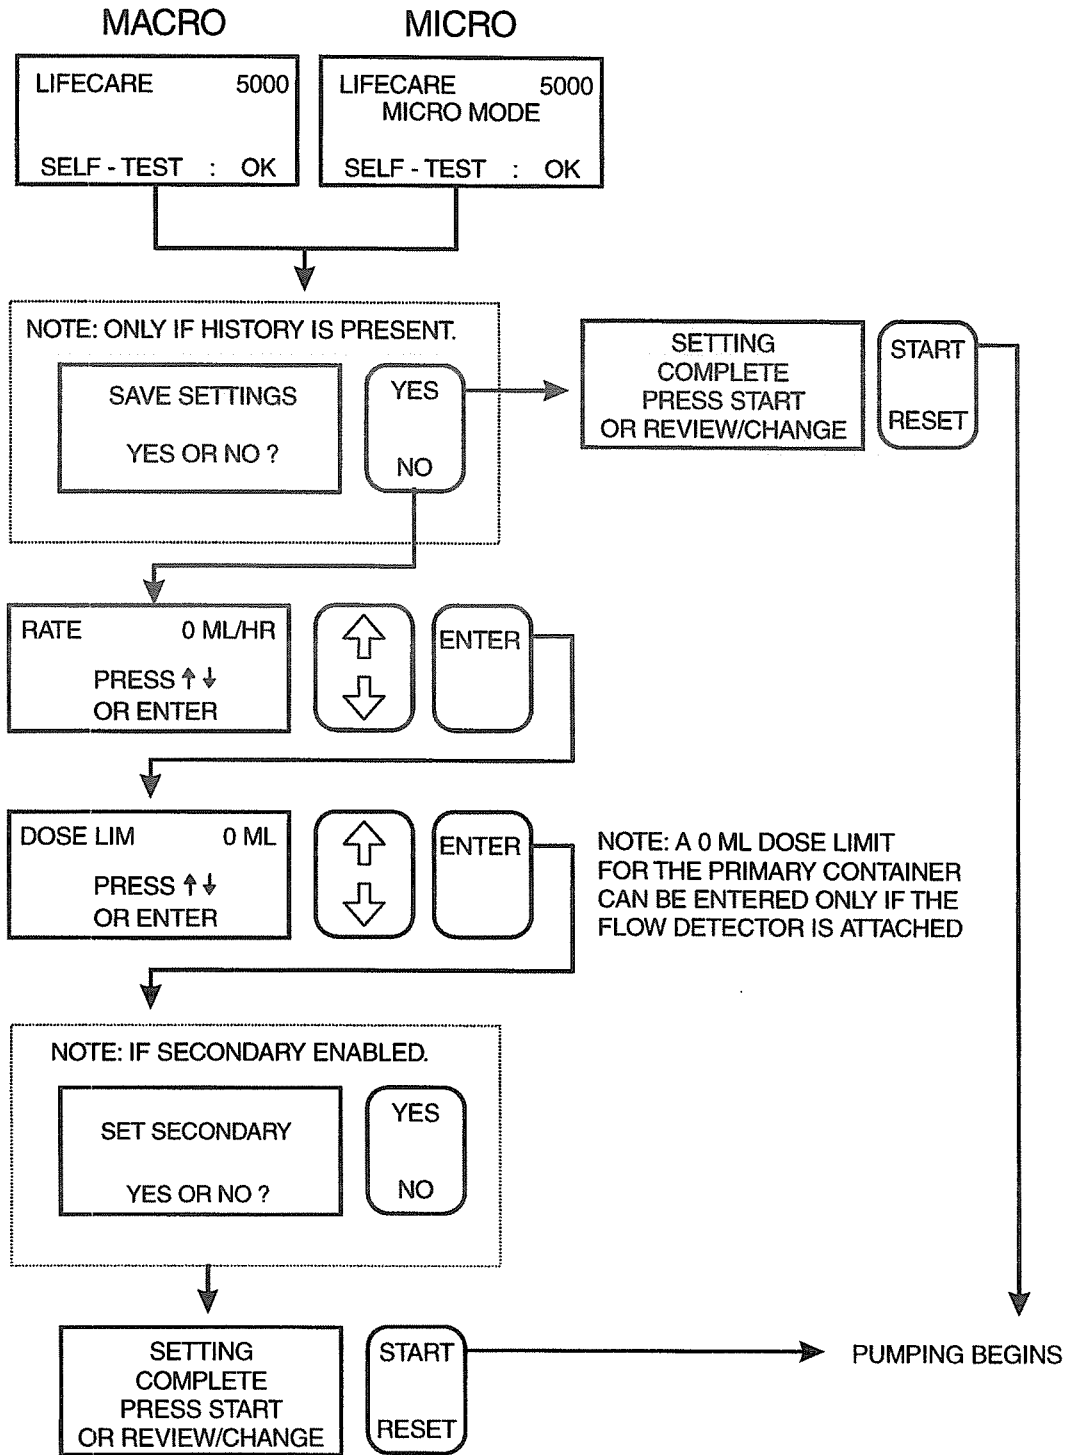 MACRO
MICRO
LIFECARE 5000
SELF - TEST : OK
LIFECARE 5000
MICRO MODE
SELF - TEST : OK
NOTE: ONLY IF HISTORY IS PRESENT.
SAVE SETTINGS
YES OR NO ?
YES
NO
SETTING
COMPLETE
PRESS START
OR REVIEW/CHANGE
START
RESET
RATE 0 ML/HR
PRESS ↑ ↓
OR ENTER
ENTER
DOSE LIM 0 ML
PRESS ↑ ↓
OR ENTER
ENTER
NOTE: A 0 ML DOSE LIMIT
FOR THE PRIMARY CONTAINER
CAN BE ENTERED ONLY IF THE
FLOW DETECTOR IS ATTACHED
NOTE: IF SECONDARY ENABLED.
SET SECONDARY
YES OR NO ?
YES
NO
SETTING
COMPLETE
PRESS START
OR REVIEW/CHANGE
START
RESET
PUMPING BEGINS